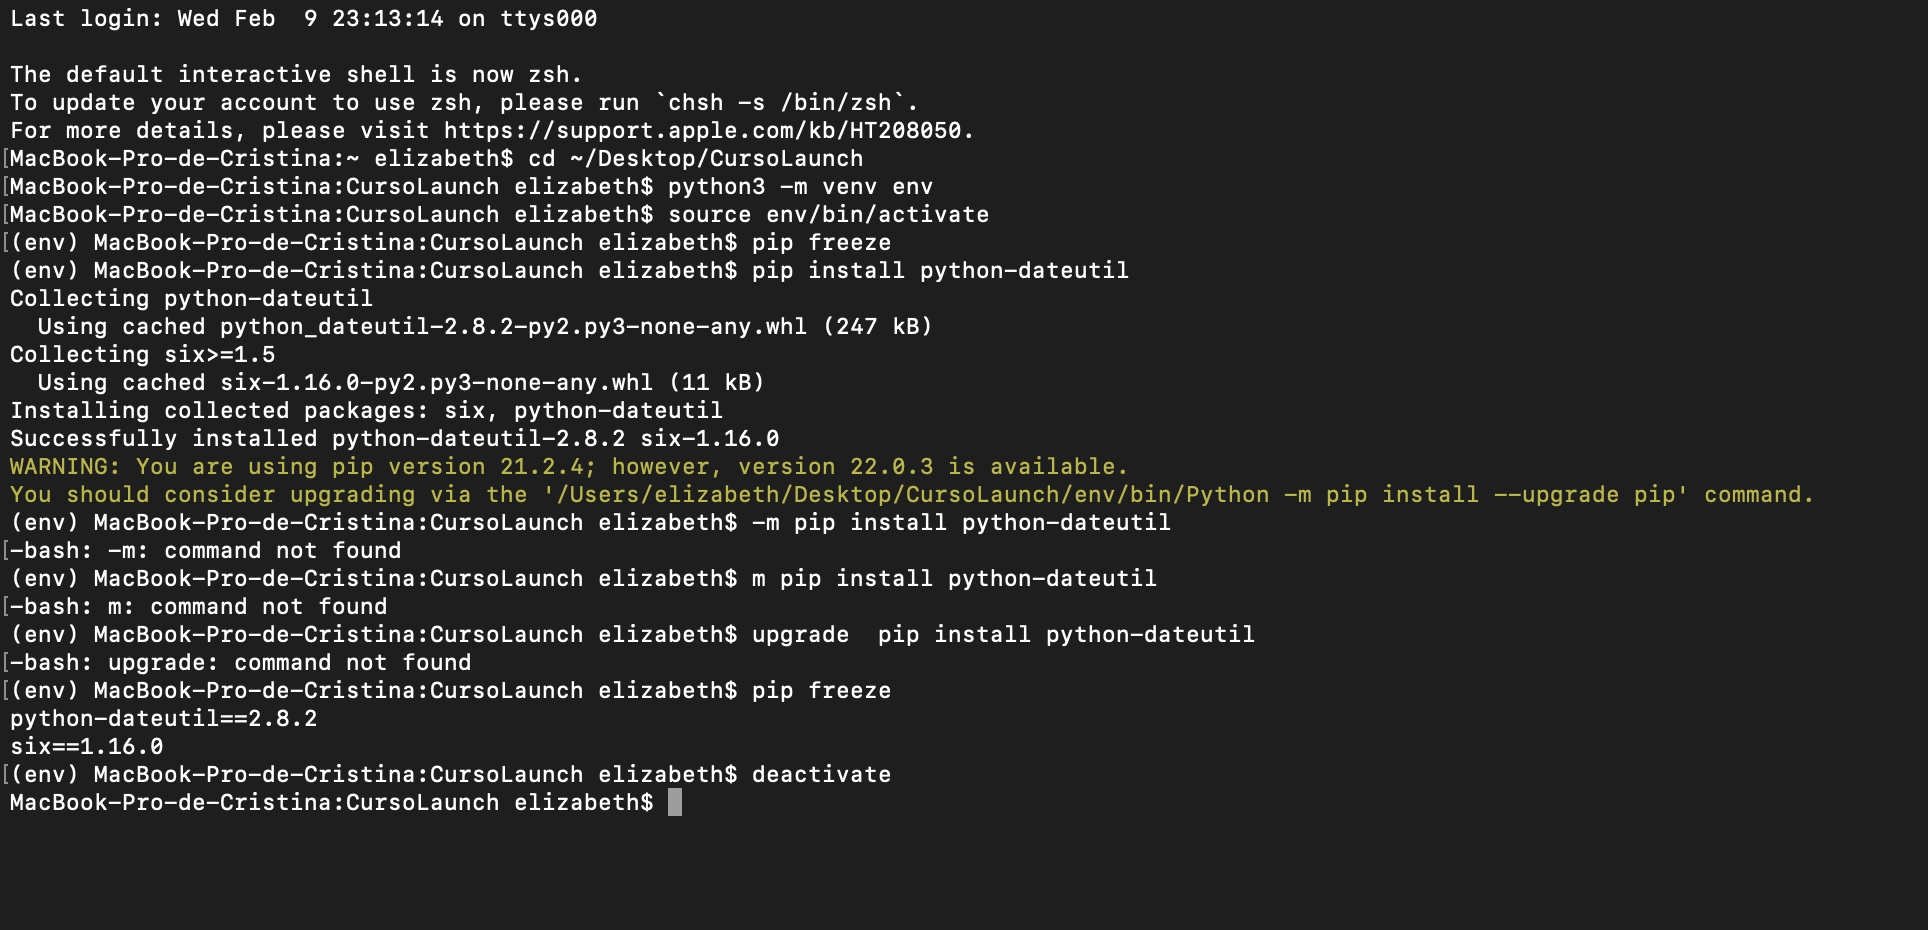 Last login: Wed Feb  9 23:13:14 on ttys000
The default interactive shell is now zsh.
To update your account to use zsh, please run `chsh -s /bin/zsh`.
For more details, please visit https://support.apple.com/kb/HT208050.
[MacBook-Pro-de-Cristina:~ elizabeth$ cd ~/Desktop/CursoLaunch
[MacBook-Pro-de-Cristina:CursoLaunch elizabeth$ python3 -m venv env
[MacBook-Pro-de-Cristina:CursoLaunch elizabeth$ source env/bin/activate
[(env) MacBook-Pro-de-Cristina:CursoLaunch elizabeth$ pip freeze
(env) MacBook-Pro-de-Cristina:CursoLaunch elizabeth$ pip install python-dateutil
Collecting python-dateutil
  Using cached python_dateutil-2.8.2-py2.py3-none-any.whl (247 kB)
Collecting six>=1.5
  Using cached six-1.16.0-py2.py3-none-any.whl (11 kB)
Installing collected packages: six, python-dateutil
Successfully installed python-dateutil-2.8.2 six-1.16.0
WARNING: You are using pip version 21.2.4; however, version 22.0.3 is available.
You should consider upgrading via the '/Users/elizabeth/Desktop/CursoLaunch/env/bin/Python -m pip install --upgrade pip' command.
(env) MacBook-Pro-de-Cristina:CursoLaunch elizabeth$ -m pip install python-dateutil
[-bash: -m: command not found
(env) MacBook-Pro-de-Cristina:CursoLaunch elizabeth$ m pip install python-dateutil
[-bash: m: command not found
(env) MacBook-Pro-de-Cristina:CursoLaunch elizabeth$ upgrade  pip install python-dateutil
[-bash: upgrade: command not found
[(env) MacBook-Pro-de-Cristina:CursoLaunch elizabeth$ pip freeze
python-dateutil==2.8.2
six==1.16.0
[(env) MacBook-Pro-de-Cristina:CursoLaunch elizabeth$ deactivate
MacBook-Pro-de-Cristina:CursoLaunch elizabeth$